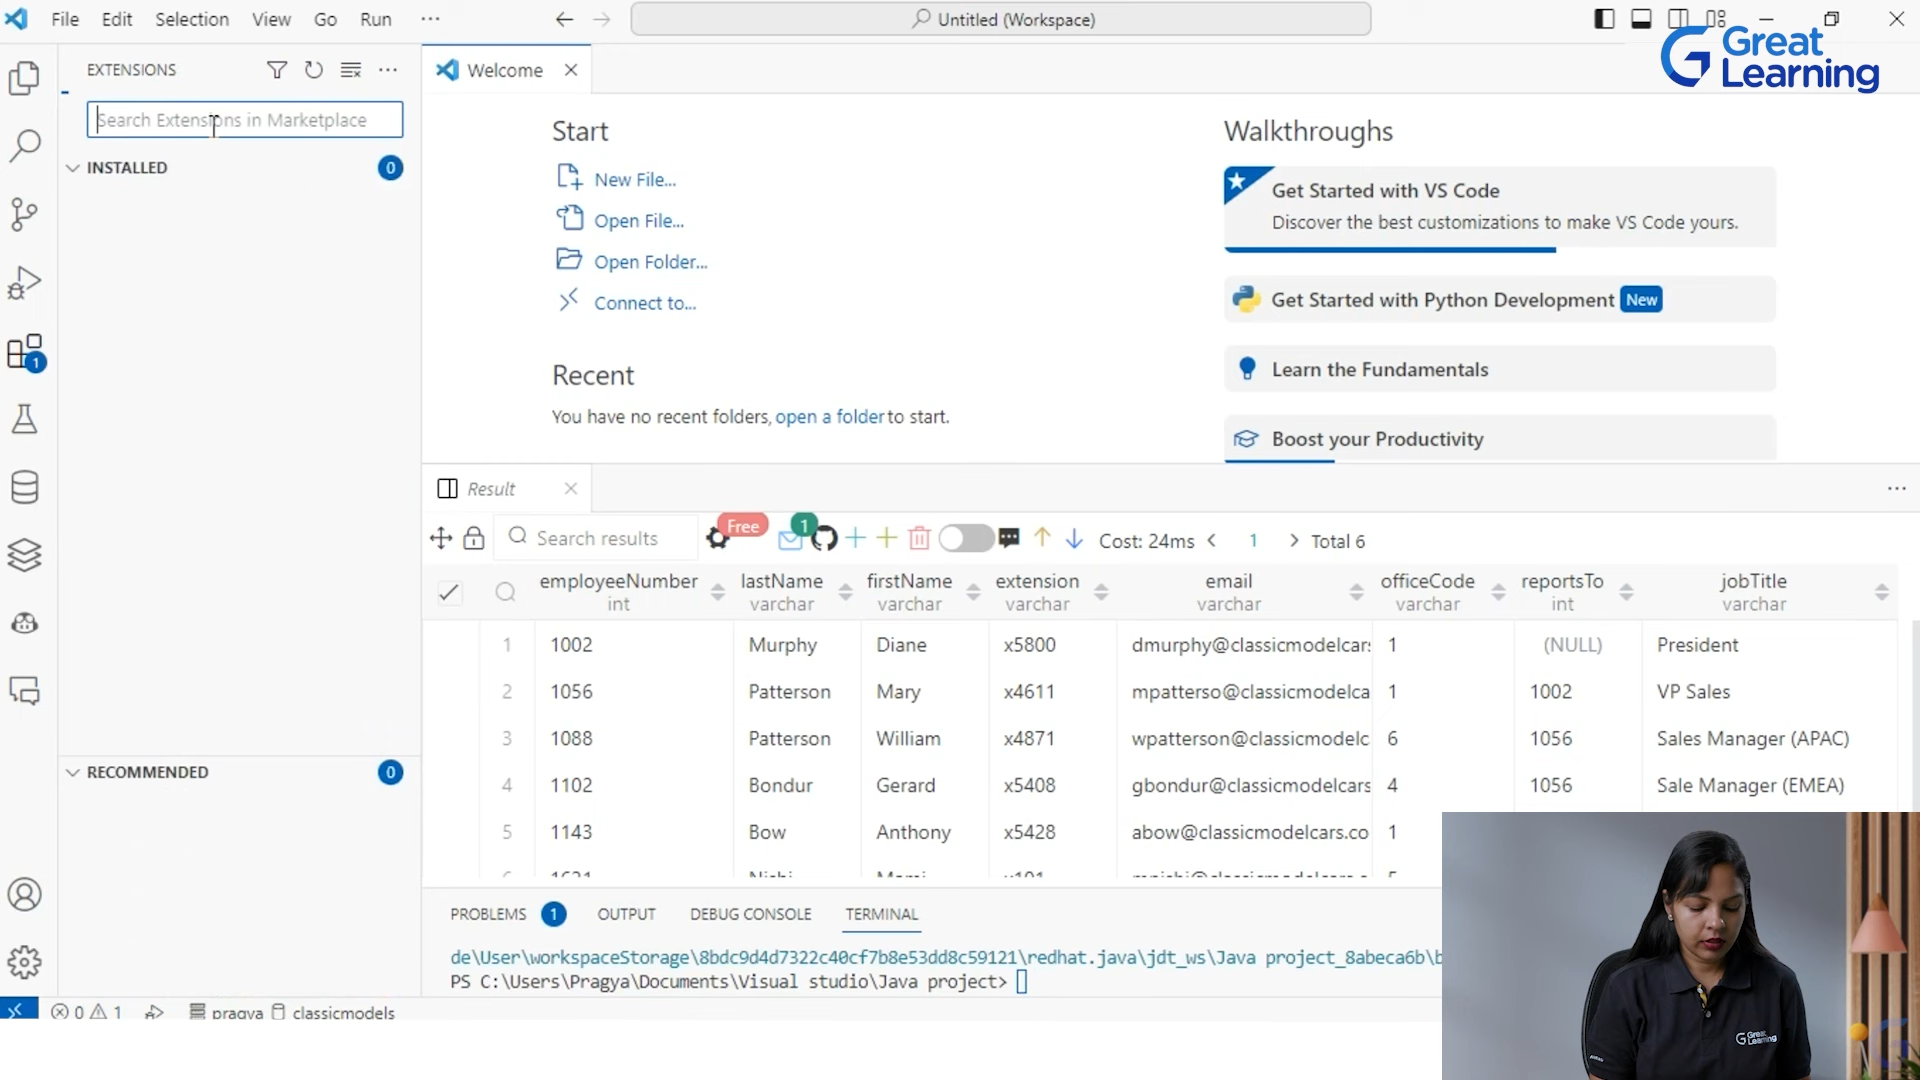 File Edit Selection View Go Run ...
Untitled (Workspace)
Great Learning
EXTENSIONS
Search Extensions in Marketplace
INSTALLED 0
RECOMMENDED 0
1
Welcome
Start
New File...
Open File...
Open Folder...
Connect to...
Recent
You have no recent folders, open a folder to start.
Walkthroughs
Get Started with VS Code
Discover the best customizations to make VS Code yours.
Get Started with Python Development New
Learn the Fundamentals
Boost your Productivity
Result
Search results Free 1 Cost: 24ms 1 Total 6
employeeNumber lastName firstName extension email officeCode reportsTo jobTitle
int varchar varchar varchar varchar varchar int varchar
1 1002 Murphy Diane x5800 dmurphy@classicmodelcar 1 (NULL) President
2 1056 Patterson Mary x4611 mpatterso@classicmodelca 1 1002 VP Sales
3 1088 Patterson William x4871 wpatterson@classicmodelc 6 1056 Sales Manager (APAC)
4 1102 Bondur Gerard x5408 gbondur@classicmodelcars 4 1056 Sale Manager (EMEA)
5 1143 Bow Anthony x5428 abow@classicmodelcars.co 1
PROBLEMS 1 OUTPUT DEBUG CONSOLE TERMINAL
de\User\workspaceStorage\8bdc9d4d7322c40cf7b8e53dd8c59121\redhat.java\jdt_ws\Java project_8abeca6b\b
PS C:\Users\Pragya\Documents\Visual studio\Java project>
0 1 pragya classicmodels
Great Learning